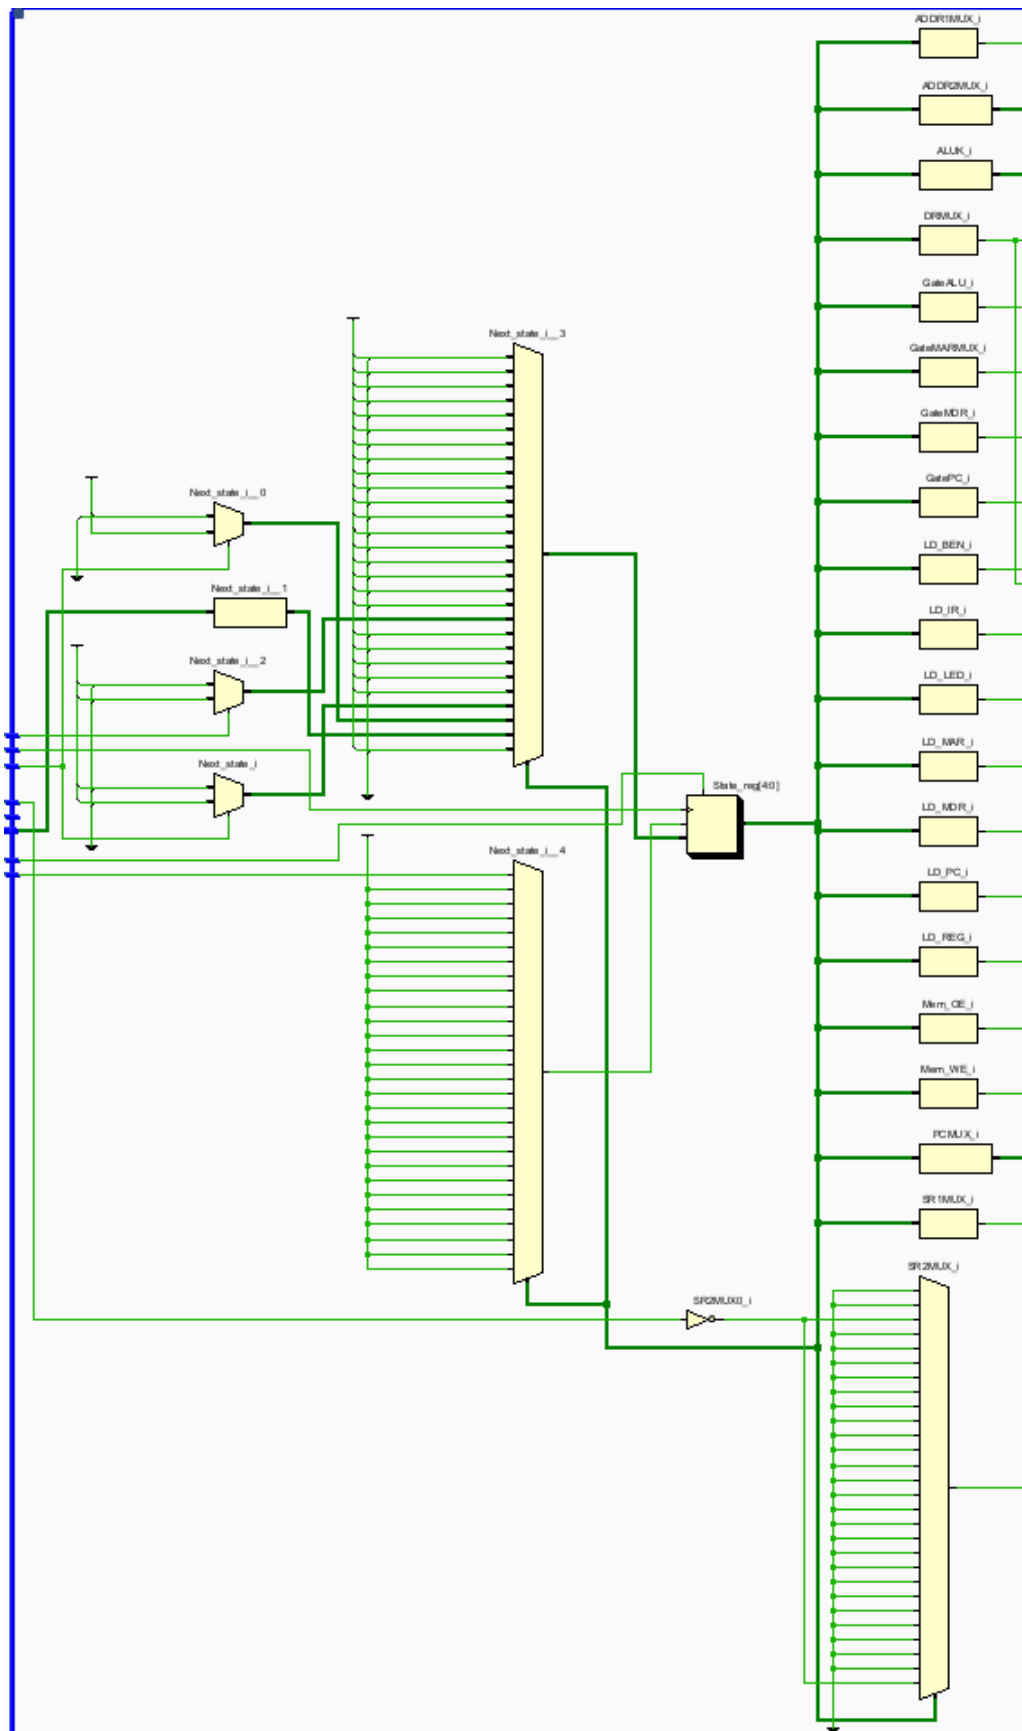 ADDR1MUX_i
ADDR2MUX_i
ALUK_i
DRMUX_i
GateALU_i
Next_state_i__3
GateMARMUX_i
GateMDR_i
GatePC_i
Next_state_i__0
LD_BEN_i
Next_state_i__1
LD_IR_i
Next_state_i__2
LD_LED_i
LD_MAR_i
Next_state_i
State_reg[4:0]
LD_MDR_i
Next_state_i__4
LD_PC_i
LD_REG_i
Mem_OE_i
Mem_WE_i
PCMUX_i
SR1MUX_i
SR2MUX_i
SR2MUX0_i